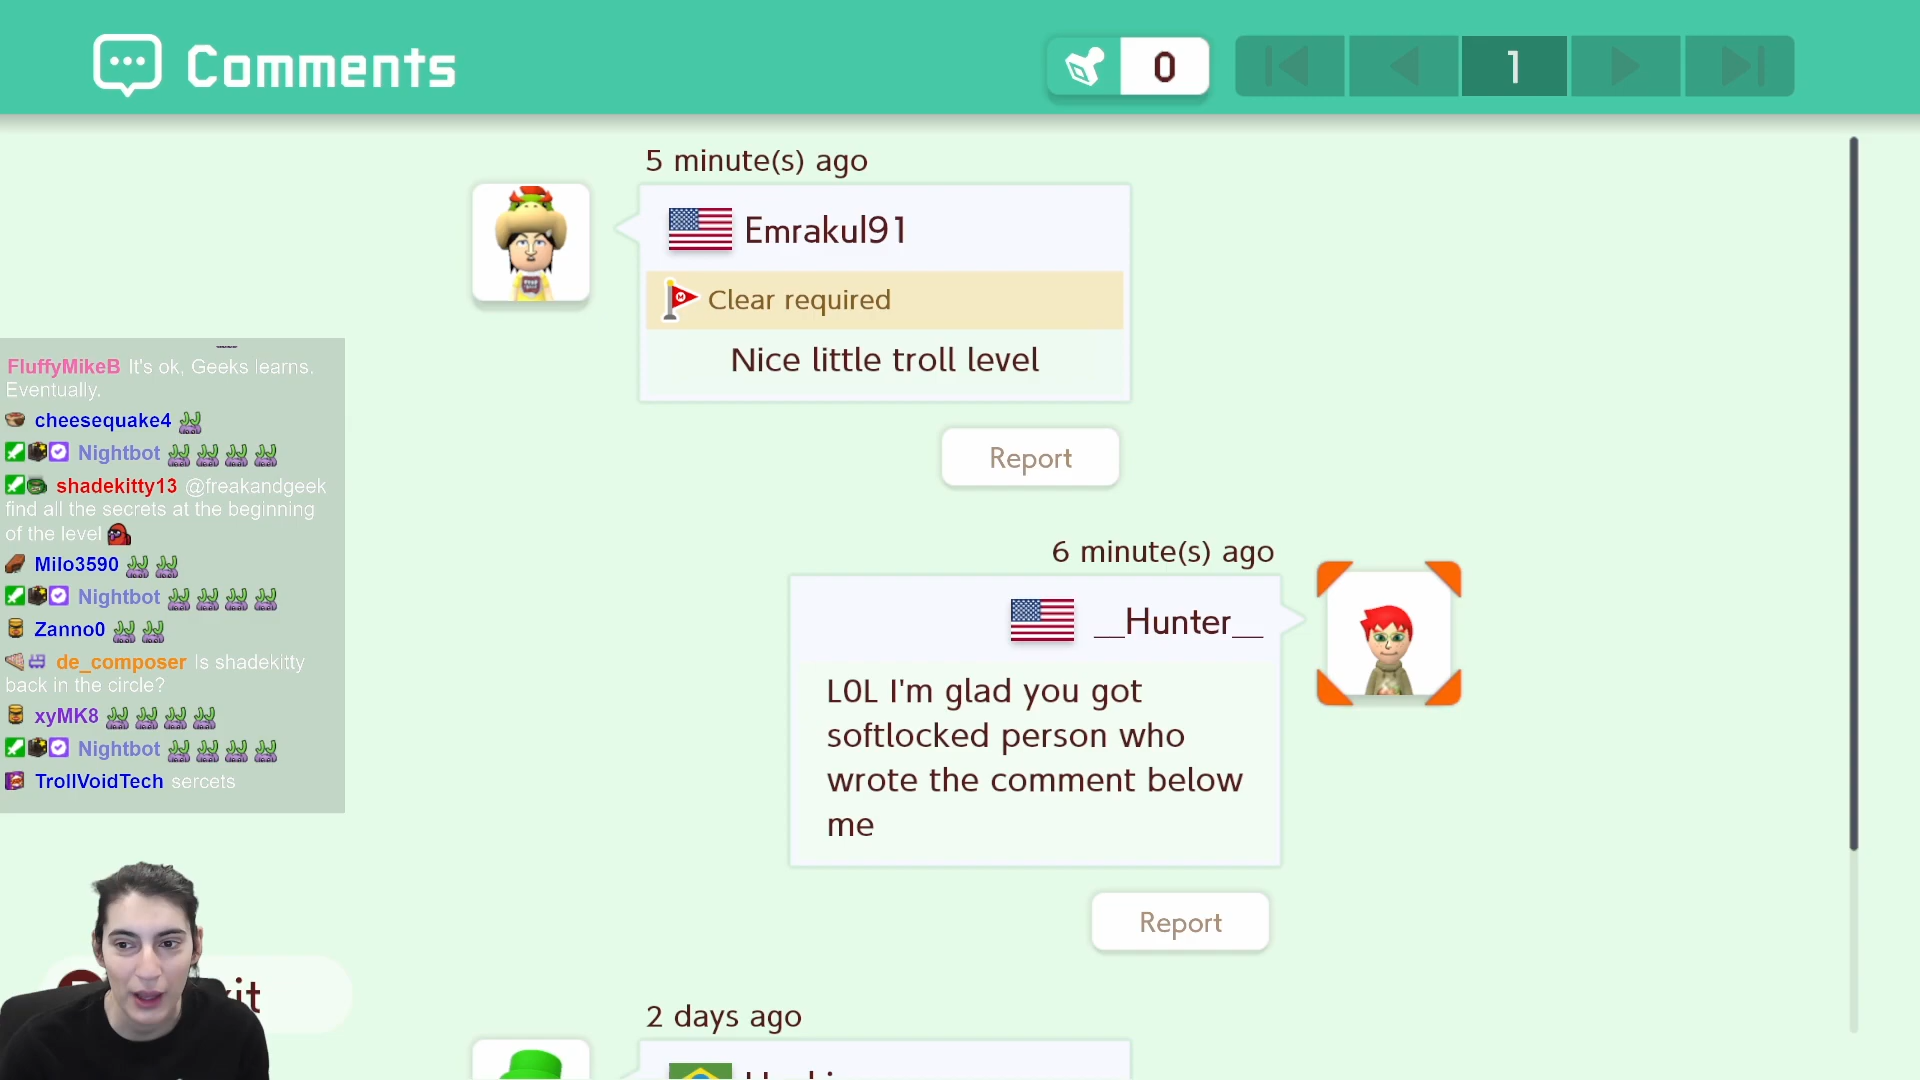 Comments
0
1
5 minute(s) ago
Emrakul91
Clear required
Nice little troll level
Report
6 minute(s) ago
__Hunter__
LOL I'm glad you got
softlocked person who
wrote the comment below
me
Report
2 days ago
FluffyMikeB It's ok, Geeks learns.
Eventually.
cheesequake4
Nightbot
shadekitty13 @freakandgeek
find all the secrets at the beginning
of the level
Milo3590
Nightbot
Zanno0
de_composer Is shadekitty
back in the circle?
xyMK8
Nightbot
TrollVoidTech sercets